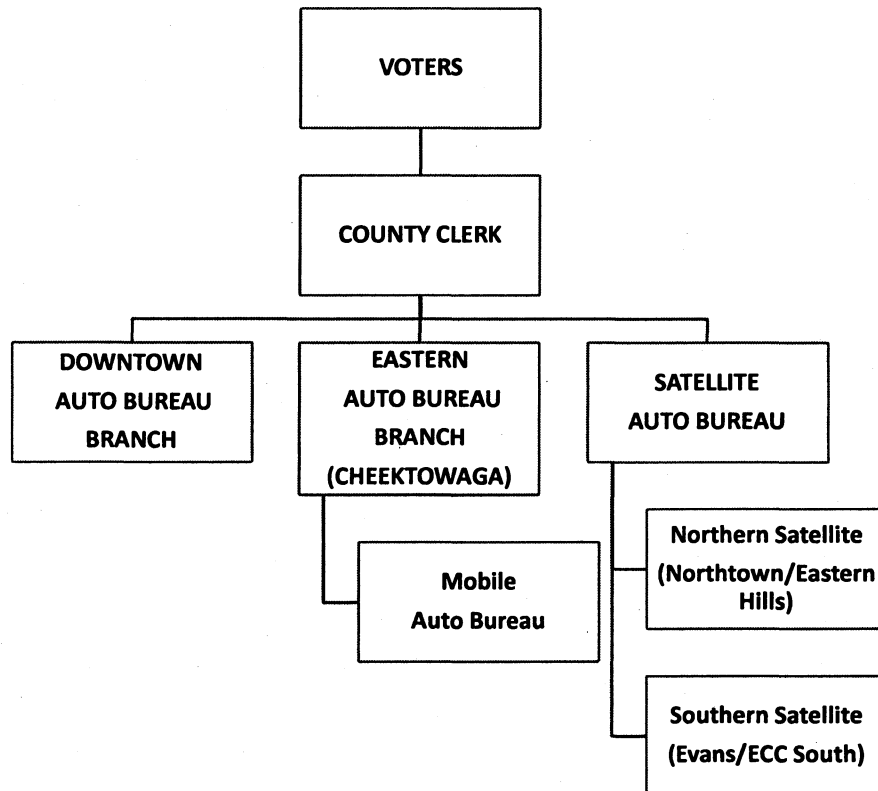 VOTERS
COUNTY CLERK
DOWNTOWN
AUTO BUREAU
BRANCH
EASTERN
AUTO BUREAU
BRANCH
(CHEEKTOWAGA)
SATELLITE
AUTO BUREAU
Mobile
Auto Bureau
Northern Satellite
(Northtown/Eastern
Hills)
Southern Satellite
(Evans/ECC South)